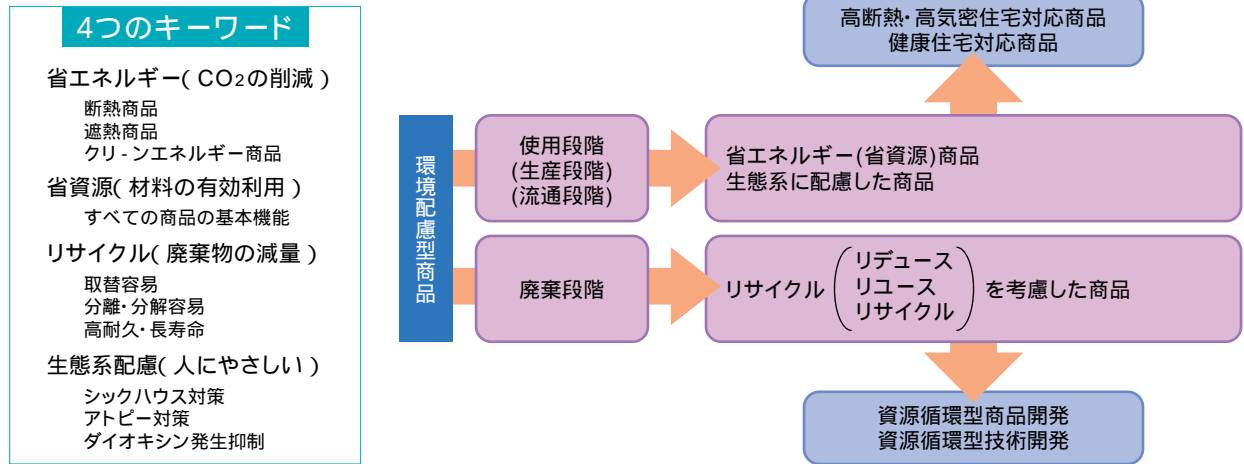 4つのキーワード
省エネルギー( CO2の削減 )
断熱商品
遮熱商品
クリ-ンエネルギー商品
省資源( 材料の有効利用 )
すべての商品の基本機能
リサイクル( 廃棄物の減量 )
取替容易
分離・分解容易
高耐久・長寿命
生態系配慮( 人にやさしい )
シックハウス対策
アトピー対策
ダイオキシン発生抑制
環境配慮型商品
使用段階
(生産段階)
(流通段階)
廃棄段階
高断熱・高気密住宅対応商品
健康住宅対応商品
省エネルギー(省資源)商品
生態系に配慮した商品
リサイクル(リデュース
リユース
リサイクル)を考慮した商品
資源循環型商品開発
資源循環型技術開発